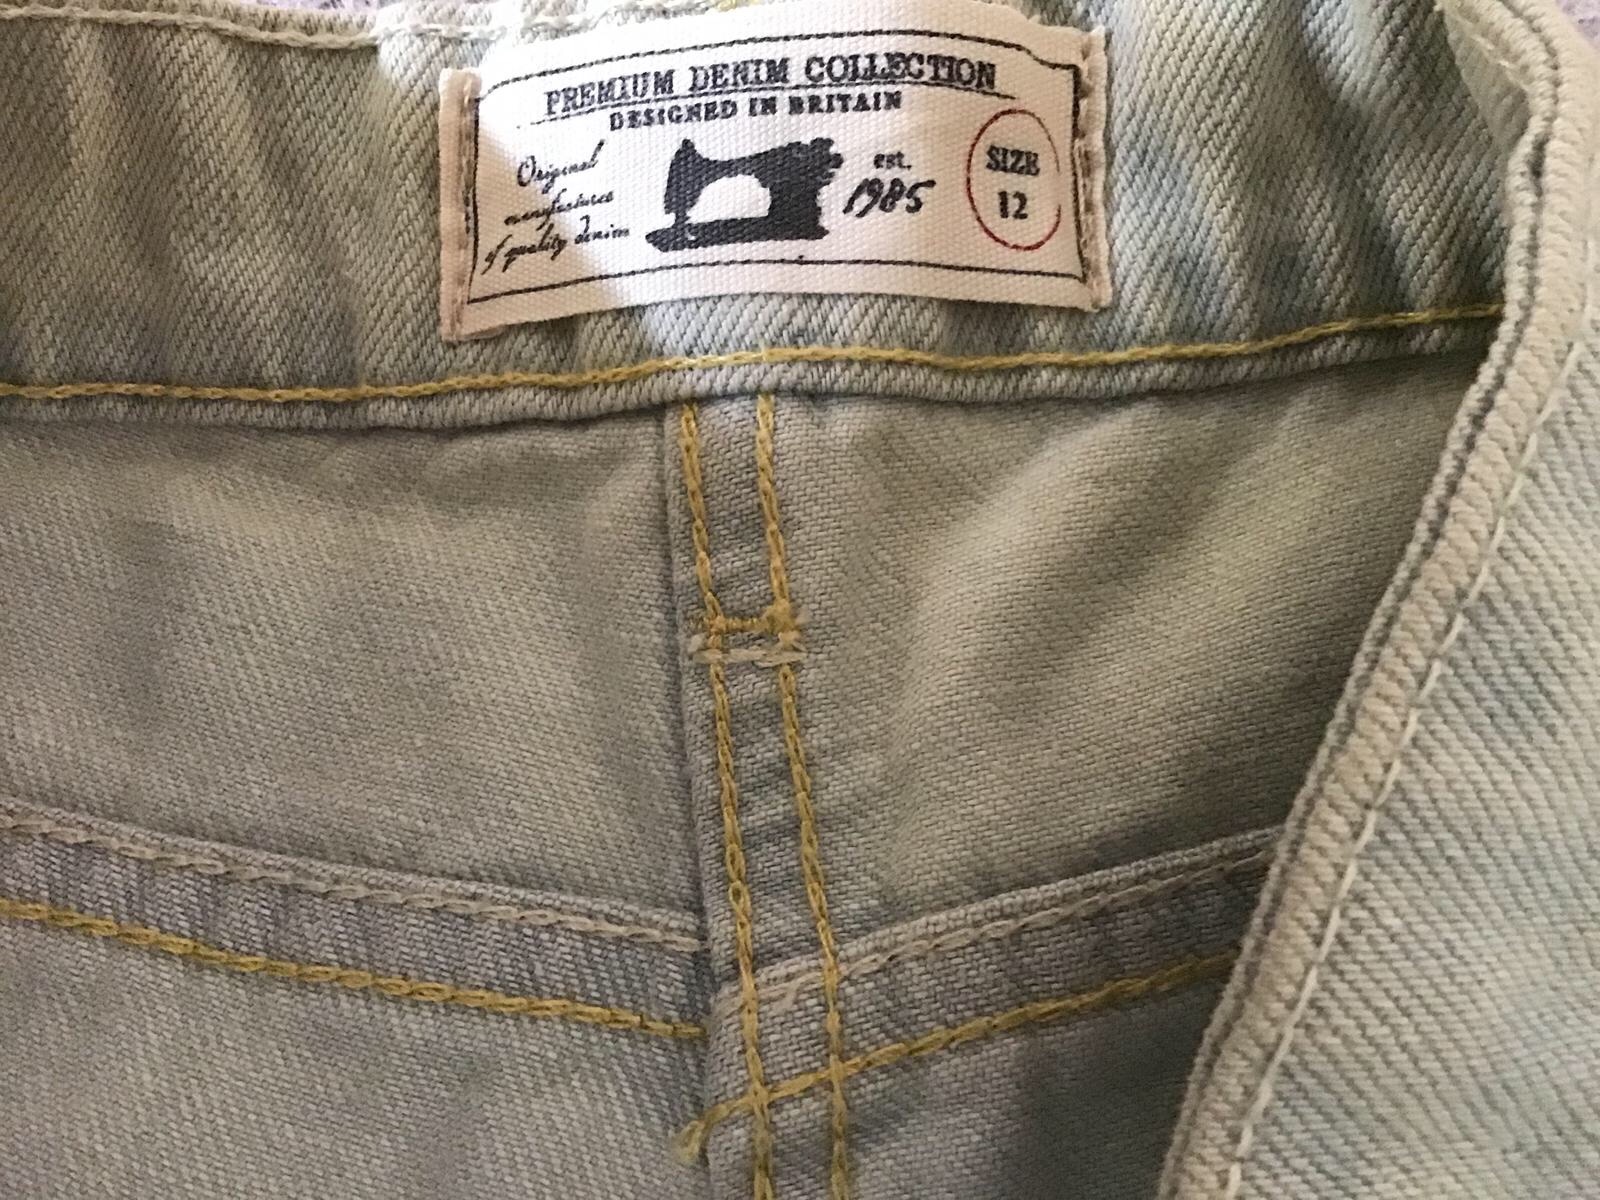 PREMIUM DENIM COLLECTION
DESIGNED IN BRITAIN
Original
manufactures
of quality denim
est.
1985
SIZE
12